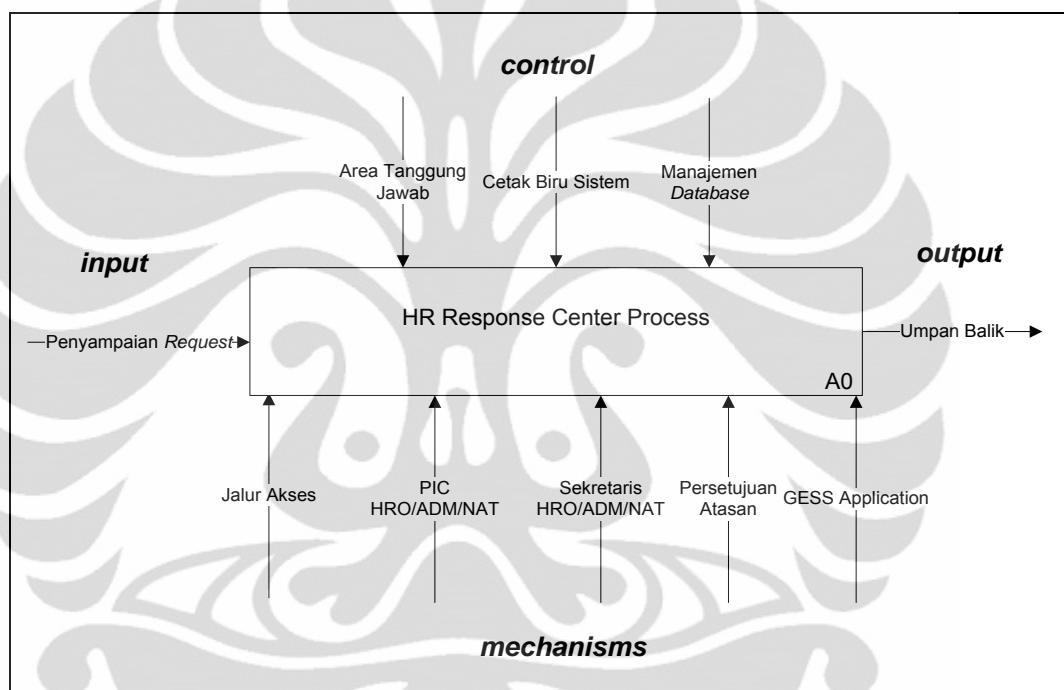 control
Area Tanggung
Jawab
Cetak Biru Sistem
Manajemen
Database
input
output
HR Response Center Process
Penyampaian Request
Umpan Balik
A0
Jalur Akses
PIC
HRO/ADM/NAT
Sekretaris
HRO/ADM/NAT
Persetujuan
Atasan
GESS Application
mechanisms